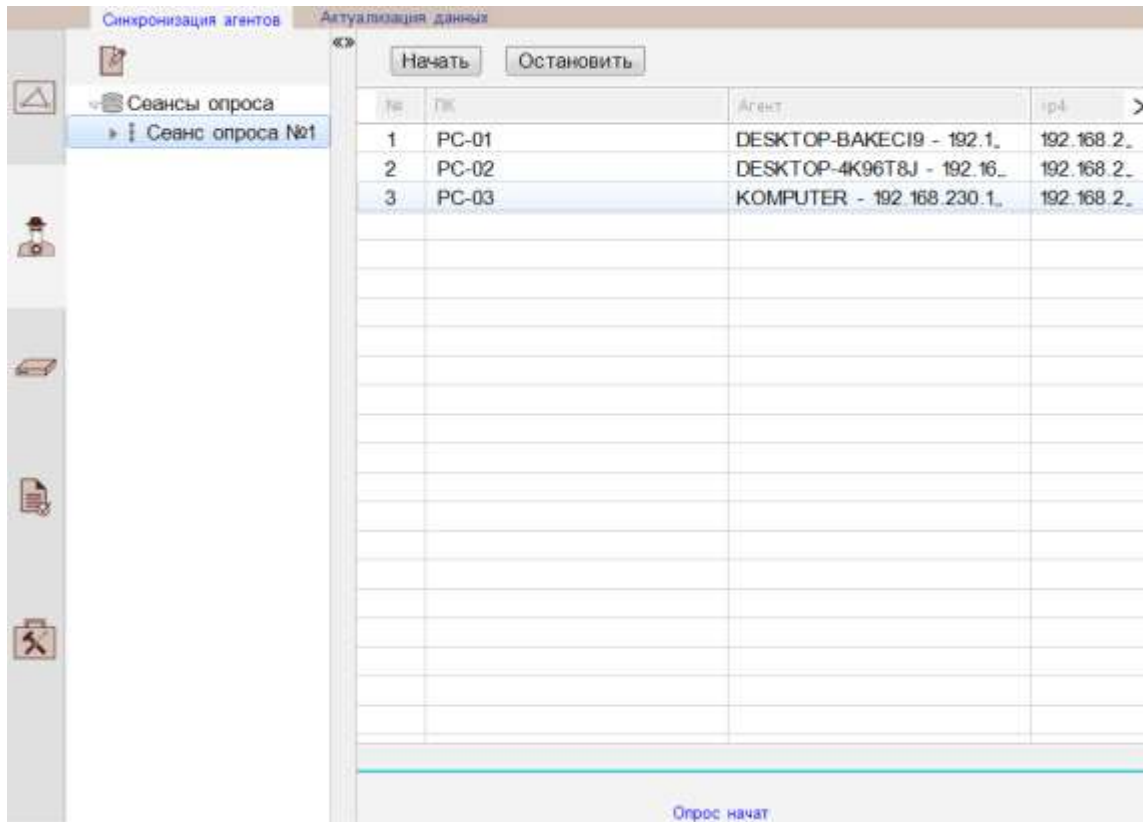 Синхронизация агентов Актуализация данных
Начать Остановить
Сеансы опроса
Сеанс опроса №1
№ ПК Агент ip4
1 PC-01 DESKTOP-BAKECI9 - 192.1… 192.168.2…
2 PC-02 DESKTOP-4K96T8J - 192.16… 192.168.2…
3 PC-03 KOMPUTER - 192.168.230.1… 192.168.2…
Опрос начат